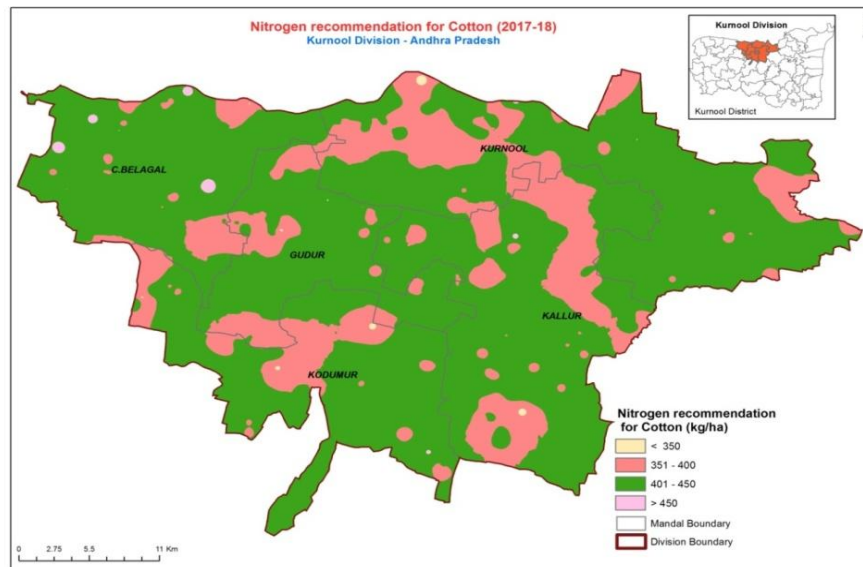 Nitrogen recommendation for Cotton (2017-18)
Kurnool Division - Andhra Pradesh
Kurnool Division
Kurnool District
KURNOOL
C.BELAGAL
GUDUR
KALLUR
KODUMUR
Nitrogen recommendation
for Cotton (kg/ha)
< 350
351 - 400
401 - 450
> 450
Mandal Boundary
Division Boundary
0 2.75 5.5 11 Km